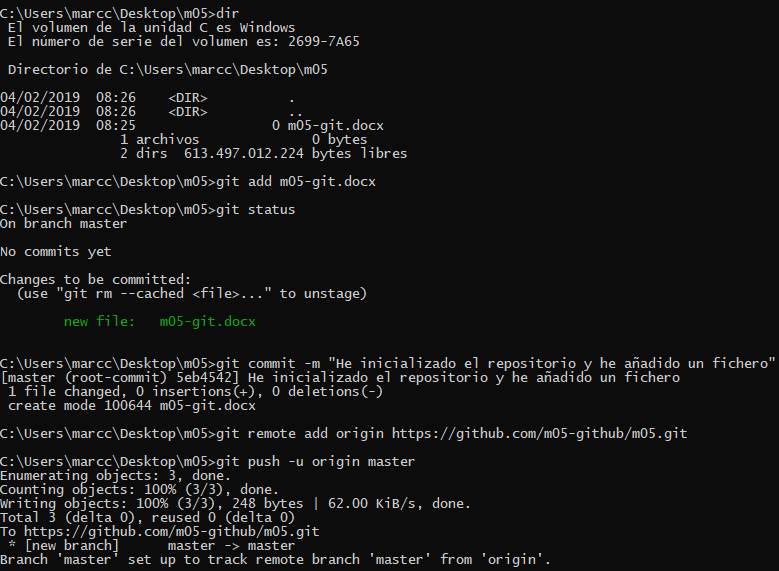 C:\Users\marcc\Desktop\m05>dir
 El volumen de la unidad C es Windows
 El número de serie del volumen es: 2699-7A65

 Directorio de C:\Users\marcc\Desktop\m05

04/02/2019  08:26    <DIR>          .
04/02/2019  08:26    <DIR>          ..
04/02/2019  08:25                 0 m05-git.docx
               1 archivos              0 bytes
               2 dirs  613.497.012.224 bytes libres

C:\Users\marcc\Desktop\m05>git add m05-git.docx

C:\Users\marcc\Desktop\m05>git status
On branch master

No commits yet

Changes to be committed:
  (use "git rm --cached <file>..." to unstage)

        new file:   m05-git.docx


C:\Users\marcc\Desktop\m05>git commit -m "He inicializado el repositorio y he añadido un fichero"
[master (root-commit) 5eb4542] He inicializado el repositorio y he añadido un fichero
 1 file changed, 0 insertions(+), 0 deletions(-)
 create mode 100644 m05-git.docx

C:\Users\marcc\Desktop\m05>git remote add origin https://github.com/m05-github/m05.git

C:\Users\marcc\Desktop\m05>git push -u origin master
Enumerating objects: 3, done.
Counting objects: 100% (3/3), done.
Writing objects: 100% (3/3), 248 bytes | 62.00 KiB/s, done.
Total 3 (delta 0), reused 0 (delta 0)
To https://github.com/m05-github/m05.git
 * [new branch]      master -> master
Branch 'master' set up to track remote branch 'master' from 'origin'.